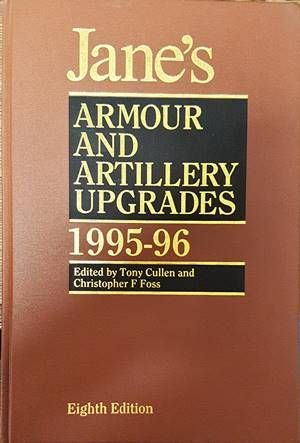 Jane's
ARMOUR
AND
ARTILLERY
UPGRADES
1995-96
Edited by Tony Cullen and
Christopher F Foss
Eighth Edition